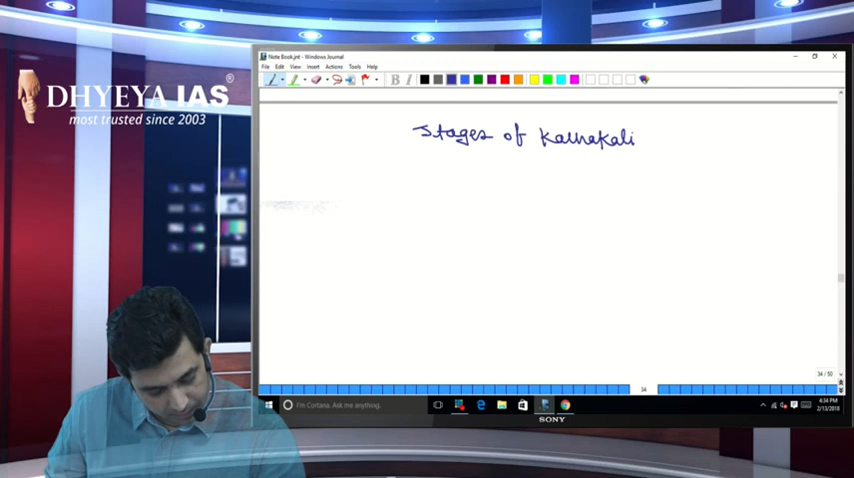 DHYEYA IAS®
most trusted since 2003
Note Book.jnt - Windows Journal
File Edit View Insert Actions Tools Help
B I
Stages of Kathakali
34 / 50
34
I'm Cortana. Ask me anything.
4:34 PM
2/13/2018
SONY